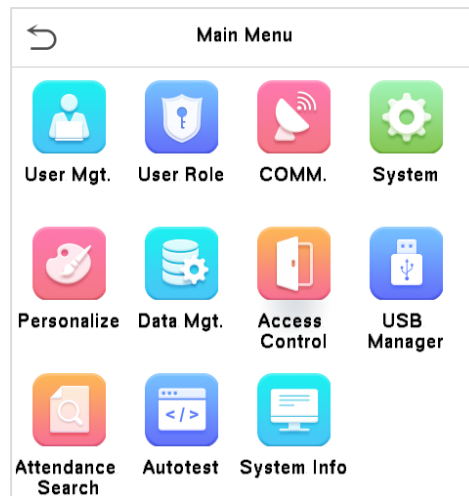 Main Menu
User Mgt.
User Role
COMM.
System
Personalize
Data Mgt.
Access
Control
USB
Manager
</>
Attendance
Search
Autotest
System Info